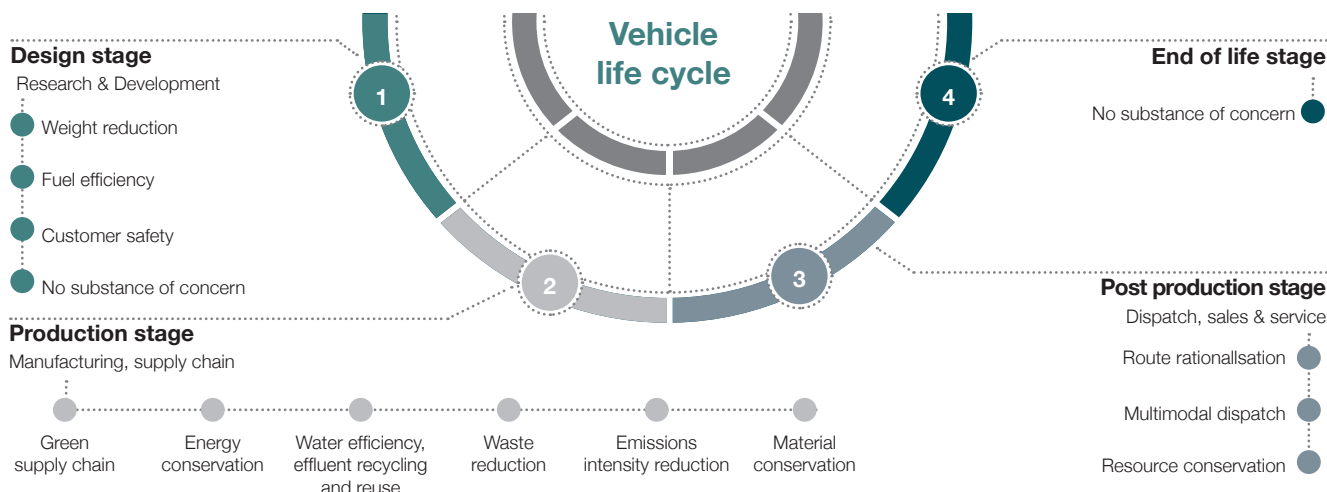 Vehicle
life cycle
1
Design stage
Research & Development
Weight reduction
Fuel efficiency
Customer safety
No substance of concern
2
Production stage
Manufacturing, supply chain
Green
supply chain
Energy
conservation
Water efficiency,
effluent recycling
and reuse
Waste
reduction
Emissions
intensity reduction
Material
conservation
3
Post production stage
Dispatch, sales & service
Route rationallsation
Multimodal dispatch
Resource conservation
4
End of life stage
No substance of concern